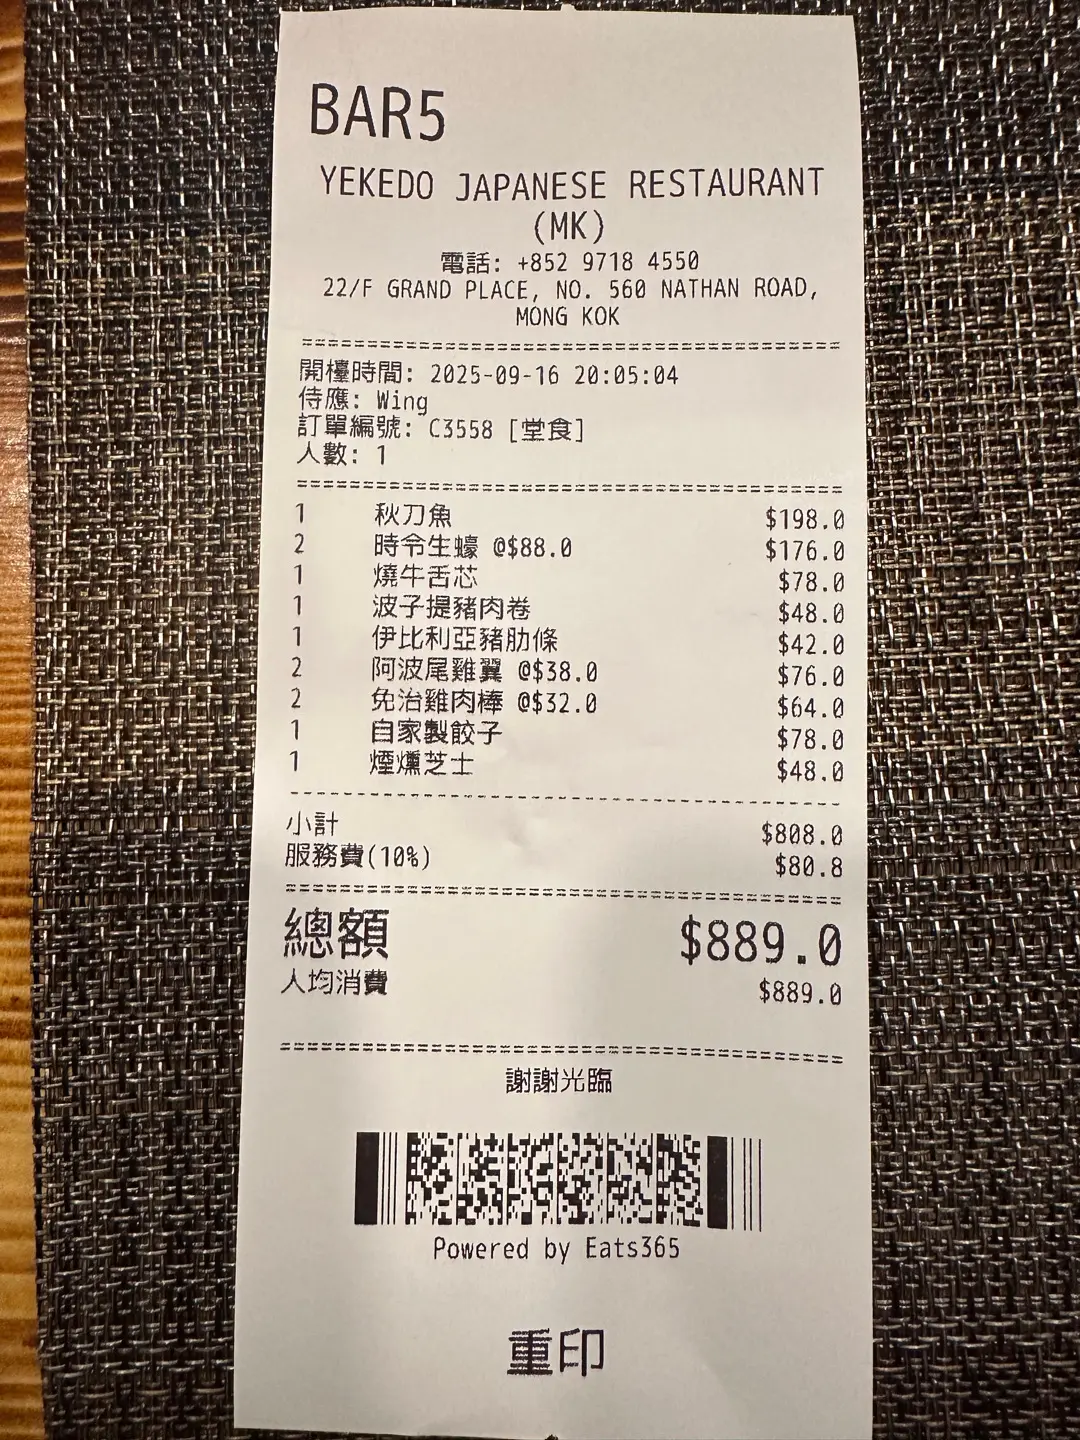 BAR5
YEKEDO JAPANESE RESTAURANT
(MK)
電話: +852 9718 4550
22/F GRAND PLACE, NO. 560 NATHAN ROAD,
MONG KOK
開檯時間: 2025-09-16 20:05:04
侍應: Wing
訂單編號: C3558 [堂食]
人數: 1
1 秋刀魚 $198.0
2 時令生蠔 @$88.0 $176.0
1 燒牛舌芯 $78.0
1 波子提豬肉卷 $48.0
1 伊比利亞豬肋條 $42.0
2 阿波尾雞翼 @$38.0 $76.0
2 免治雞肉棒 @$32.0 $64.0
1 自家製餃子 $78.0
1 煙燻芝士 $48.0
小計 $808.0
服務費(10%) $80.8
總額 $889.0
人均消費 $889.0
謝謝光臨
Powered by Eats365
重印